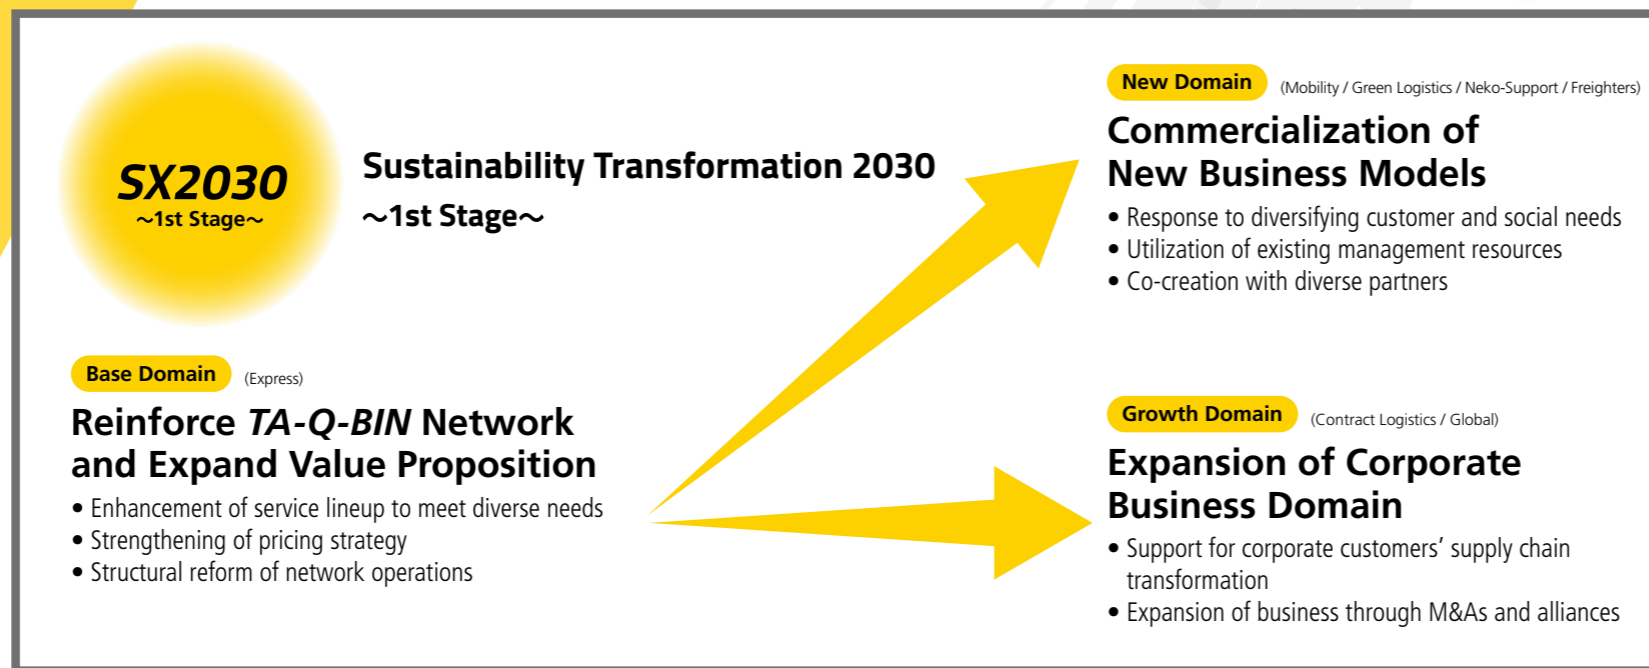 SX2030
～1st Stage～
Sustainability Transformation 2030
～1st Stage～
Base Domain (Express)
Reinforce TA-Q-BIN Network
and Expand Value Proposition
• Enhancement of service lineup to meet diverse needs
• Strengthening of pricing strategy
• Structural reform of network operations
New Domain (Mobility / Green Logistics / Neko-Support / Freighters)
Commercialization of
New Business Models
• Response to diversifying customer and social needs
• Utilization of existing management resources
• Co-creation with diverse partners
Growth Domain (Contract Logistics / Global)
Expansion of Corporate
Business Domain
• Support for corporate customers’ supply chain
transformation
• Expansion of business through M&As and alliances